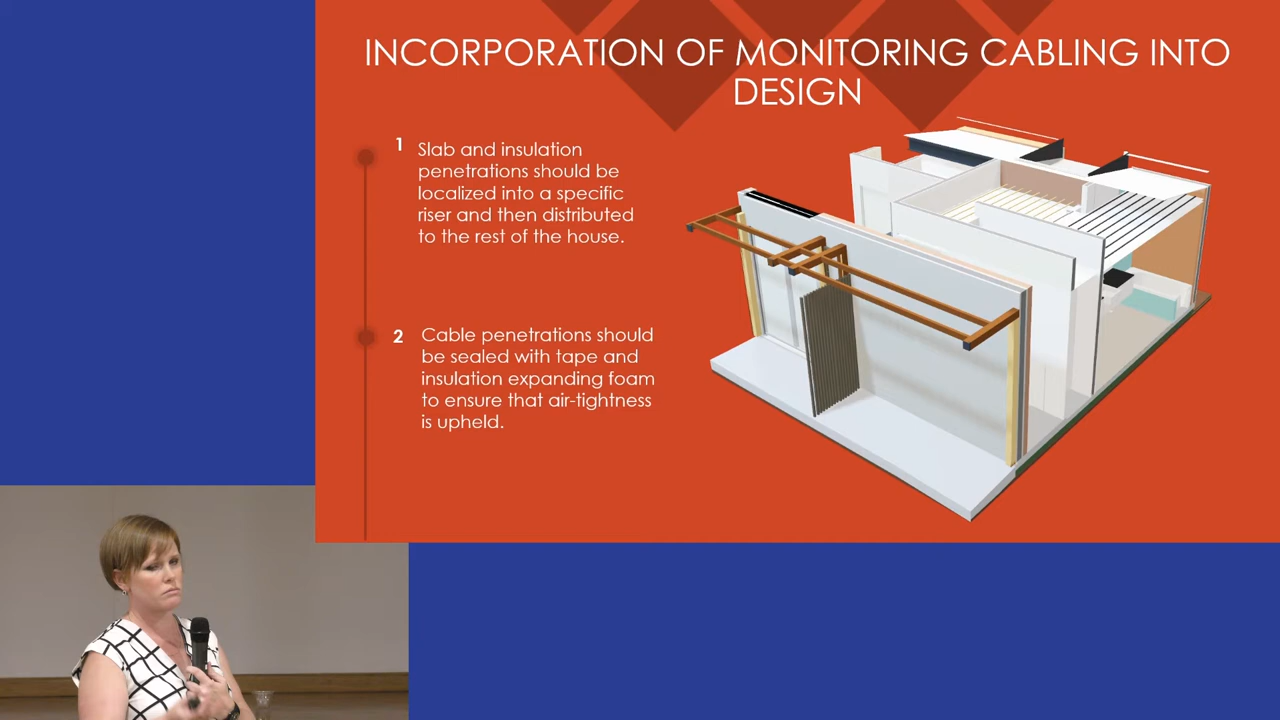 INCORPORATION OF MONITORING CABLING INTO
DESIGN
1
Slab and insulation
penetrations should be
localized into a specific
riser and then distributed
to the rest of the house.
2
Cable penetrations should
be sealed with tape and
insulation expanding foam
to ensure that air-tightness
is upheld.